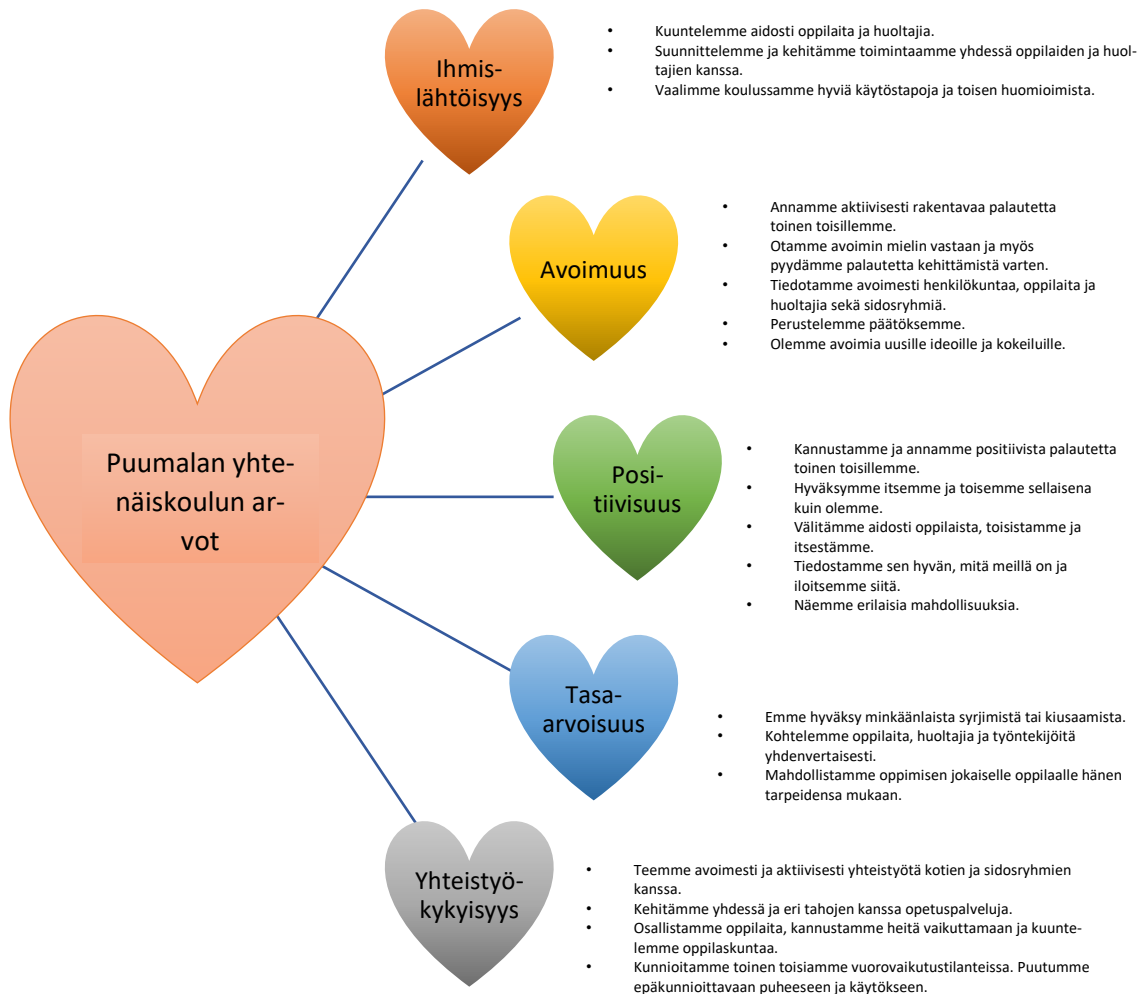 Ihmis-
lähtöisyys
• Kuuntelemme aidosti oppilaita ja huoltajia.
• Suunnittelemme ja kehitämme toimintaamme yhdessä oppilaiden ja huol-
tajien kanssa.
• Vaalimme koulussamme hyviä käytöstapoja ja toisen huomioimista.
Avoimuus
• Annamme aktiivisesti rakentavaa palautetta
toinen toisillemme.
• Otamme avoimin mielin vastaan ja myös
pyydämme palautetta kehittämistä varten.
• Tiedotamme avoimesti henkilökuntaa, oppilaita ja
huoltajia sekä sidosryhmiä.
• Perustelemme päätöksemme.
• Olemme avoimia uusille ideoille ja kokeiluille.
Puumalan yhte-
näiskoulun ar-
vot
Posi-
tiivisuus
• Kannustamme ja annamme positiivista palautetta
toinen toisillemme.
• Hyväksymme itsemme ja toisemme sellaisena
kuin olemme.
• Välitämme aidosti oppilaista, toisistamme ja
itsestämme.
• Tiedostamme sen hyvän, mitä meillä on ja
iloitsemme siitä.
• Näemme erilaisia mahdollisuuksia.
Tasa-
arvoisuus
• Emme hyväksy minkäänlaista syrjimistä tai kiusaamista.
• Kohtelemme oppilaita, huoltajia ja työntekijöitä
yhdenvertaisesti.
• Mahdollistamme oppimisen jokaiselle oppilaalle hänen
tarpeidensa mukaan.
Yhteistyö-
kykyisyys
• Teemme avoimesti ja aktiivisesti yhteistyötä kotien ja sidosryhmien
kanssa.
• Kehitämme yhdessä ja eri tahojen kanssa opetuspalveluja.
• Osallistamme oppilaita, kannustamme heitä vaikuttamaan ja kuunte-
lemme oppilaskuntaa.
• Kunnioitamme toinen toisiamme vuorovaikutustilanteissa. Puutumme
epäkunnioittavaan puheeseen ja käytökseen.